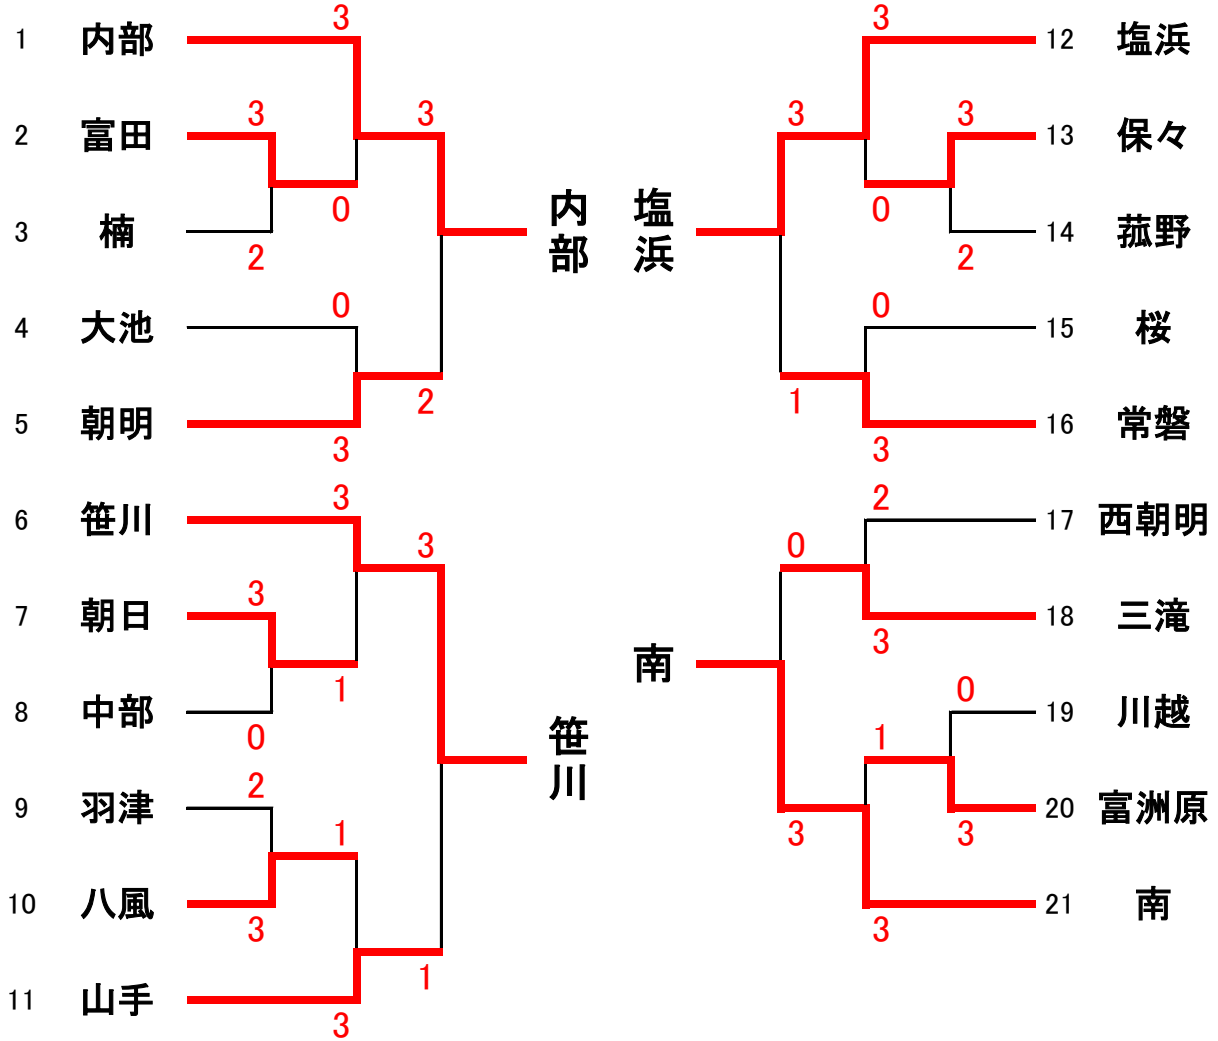 1 内部
2 富田
3 楠
4 大池
5 朝明
6 笹川
7 朝日
8 中部
9 羽津
10 八風
11 山手
3
3
2
0
0
3
3
2
3
3
0
1
2
3
1
3
3
1
内部
笹川
塩浜
南
3
3
3
0
2
0
1
3
2
0
3
0
1
3
3
3
12 塩浜
13 保々
14 菰野
15 桜
16 常磐
17 西朝明
18 三滝
19 川越
20 富洲原
21 南